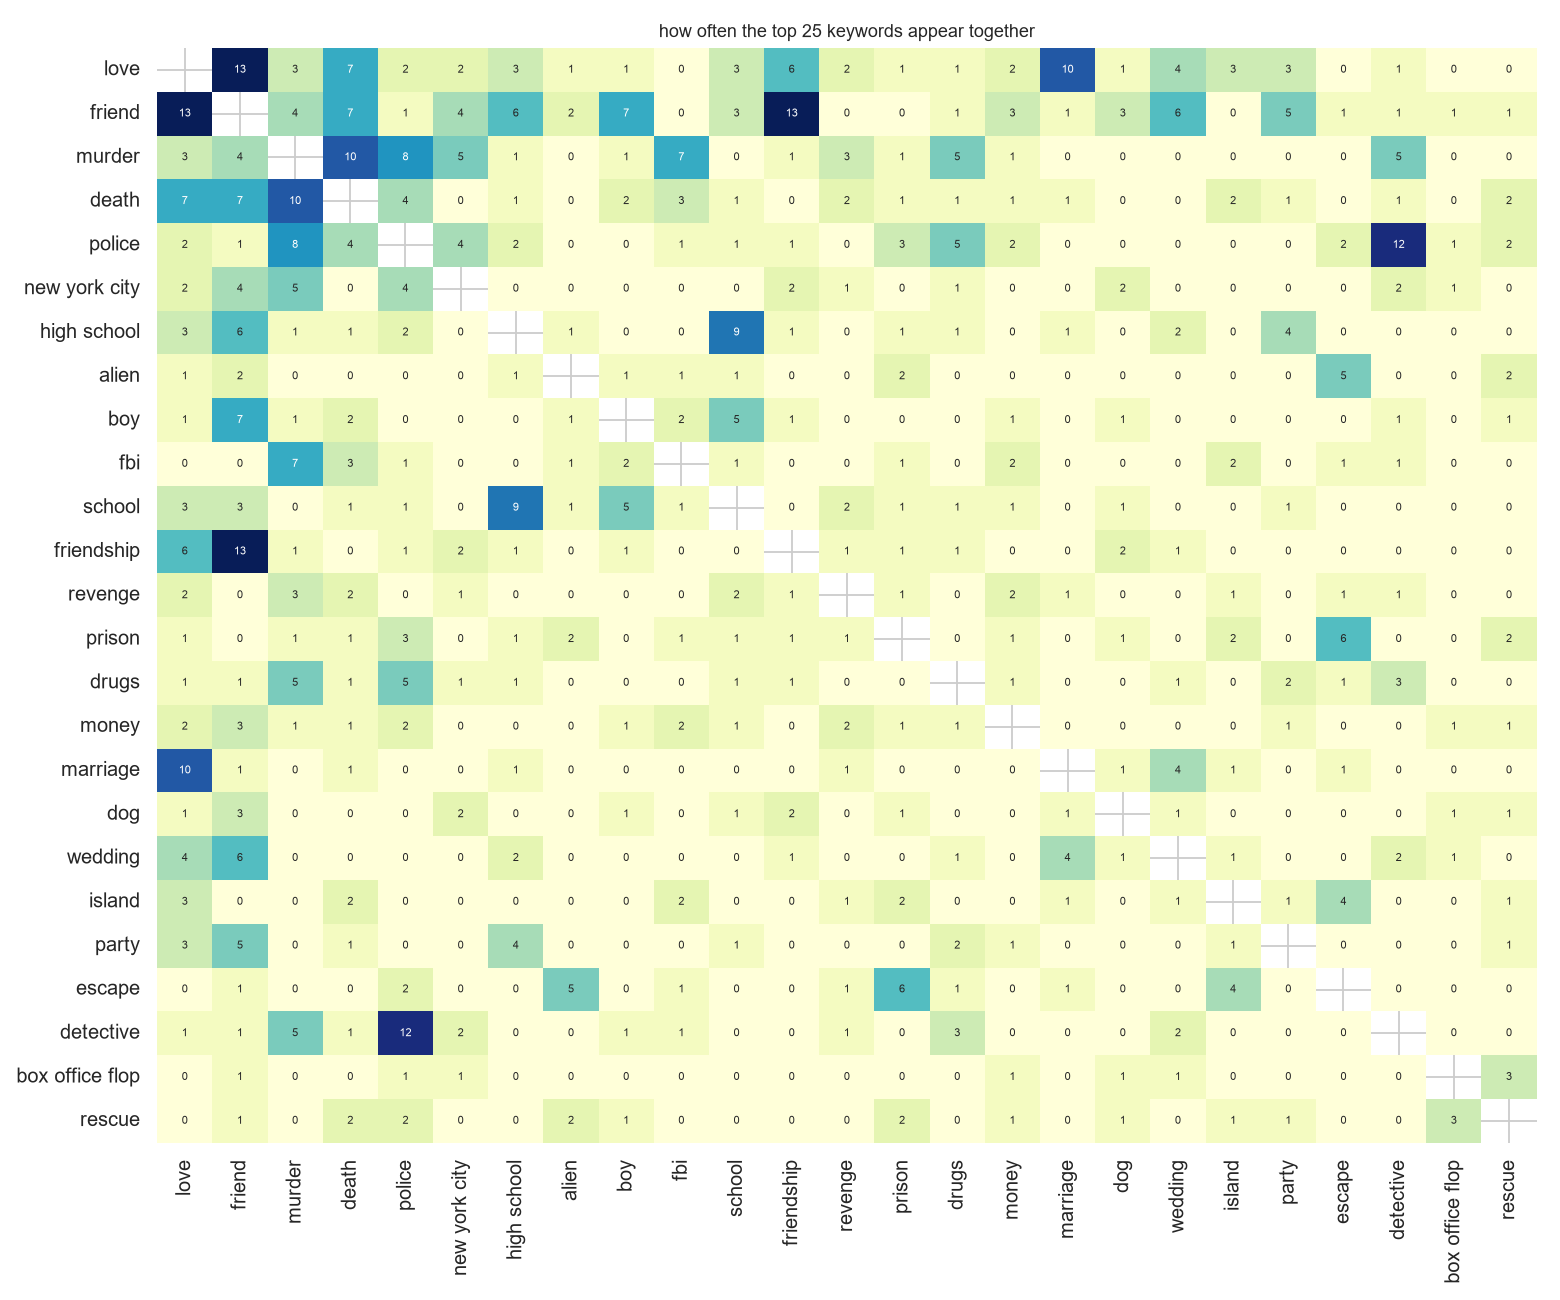 how often the top 25 keywords appear together
love 13 3 7 2 2 3 1 1 0 3 6 2 1 1 2 10 1 4 3 3 0 1 0 0
friend 13 4 7 1 4 6 2 7 0 3 13 0 0 1 3 1 3 6 0 5 1 1 1 1
murder 3 4 10 8 5 1 0 1 7 0 1 3 1 5 1 0 0 0 0 0 0 5 0 0
death 7 7 10 4 0 1 0 2 3 1 0 2 1 1 1 1 0 0 2 1 0 1 0 2
police 2 1 8 4 4 2 0 0 1 1 1 0 3 5 2 0 0 0 0 0 2 12 1 2
new york city 2 4 5 0 4 0 0 0 0 0 2 1 0 1 0 0 2 0 0 0 0 2 1 0
high school 3 6 1 1 2 0 1 0 0 9 1 0 1 1 0 1 0 2 0 4 0 0 0 0
alien 1 2 0 0 0 0 1 1 1 1 0 0 2 0 0 0 0 0 0 0 5 0 0 2
boy 1 7 1 2 0 0 0 1 2 5 1 0 0 0 1 0 1 0 0 0 0 1 0 1
fbi 0 0 7 3 1 0 0 1 2 1 0 0 1 0 2 0 0 0 2 0 1 1 0 0
school 3 3 0 1 1 0 9 1 5 1 0 2 1 1 1 0 1 0 0 1 0 0 0 0
friendship 6 13 1 0 1 2 1 0 1 0 0 1 1 1 0 0 2 1 0 0 0 0 0 0
revenge 2 0 3 2 0 1 0 0 0 0 2 1 1 0 2 1 0 0 1 0 1 1 0 0
prison 1 0 1 1 3 0 1 2 0 1 1 1 1 0 1 0 1 0 2 0 6 0 0 2
drugs 1 1 5 1 5 1 1 0 0 0 1 1 0 0 1 0 0 1 0 2 1 3 0 0
money 2 3 1 1 2 0 0 0 1 2 1 0 2 1 1 0 0 0 0 1 0 0 1 1
marriage 10 1 0 1 0 0 1 0 0 0 0 0 1 0 0 0 1 4 1 0 1 0 0 0
dog 1 3 0 0 0 2 0 0 1 0 1 2 0 1 0 0 1 1 0 0 0 0 1 1
wedding 4 6 0 0 0 0 2 0 0 0 0 1 0 0 1 0 4 1 1 0 0 2 1 0
island 3 0 0 2 0 0 0 0 0 2 0 0 1 2 0 0 1 0 1 1 4 0 0 1
party 3 5 0 1 0 0 4 0 0 0 1 0 0 0 2 1 0 0 0 1 0 0 0 1
escape 0 1 0 0 2 0 0 5 0 1 0 0 1 6 1 0 1 0 0 4 0 0 0 0
detective 1 1 5 1 12 2 0 0 1 1 0 0 1 0 3 0 0 0 2 0 0 0 0 0
box office flop 0 1 0 0 1 1 0 0 0 0 0 0 0 0 0 1 0 1 1 0 0 0 0 3
rescue 0 1 0 2 2 0 0 2 1 0 0 0 0 2 0 1 0 1 0 1 1 0 0 3
love friend murder death police new york city high school alien boy fbi school friendship revenge prison drugs money marriage dog wedding island party escape detective box office flop rescue